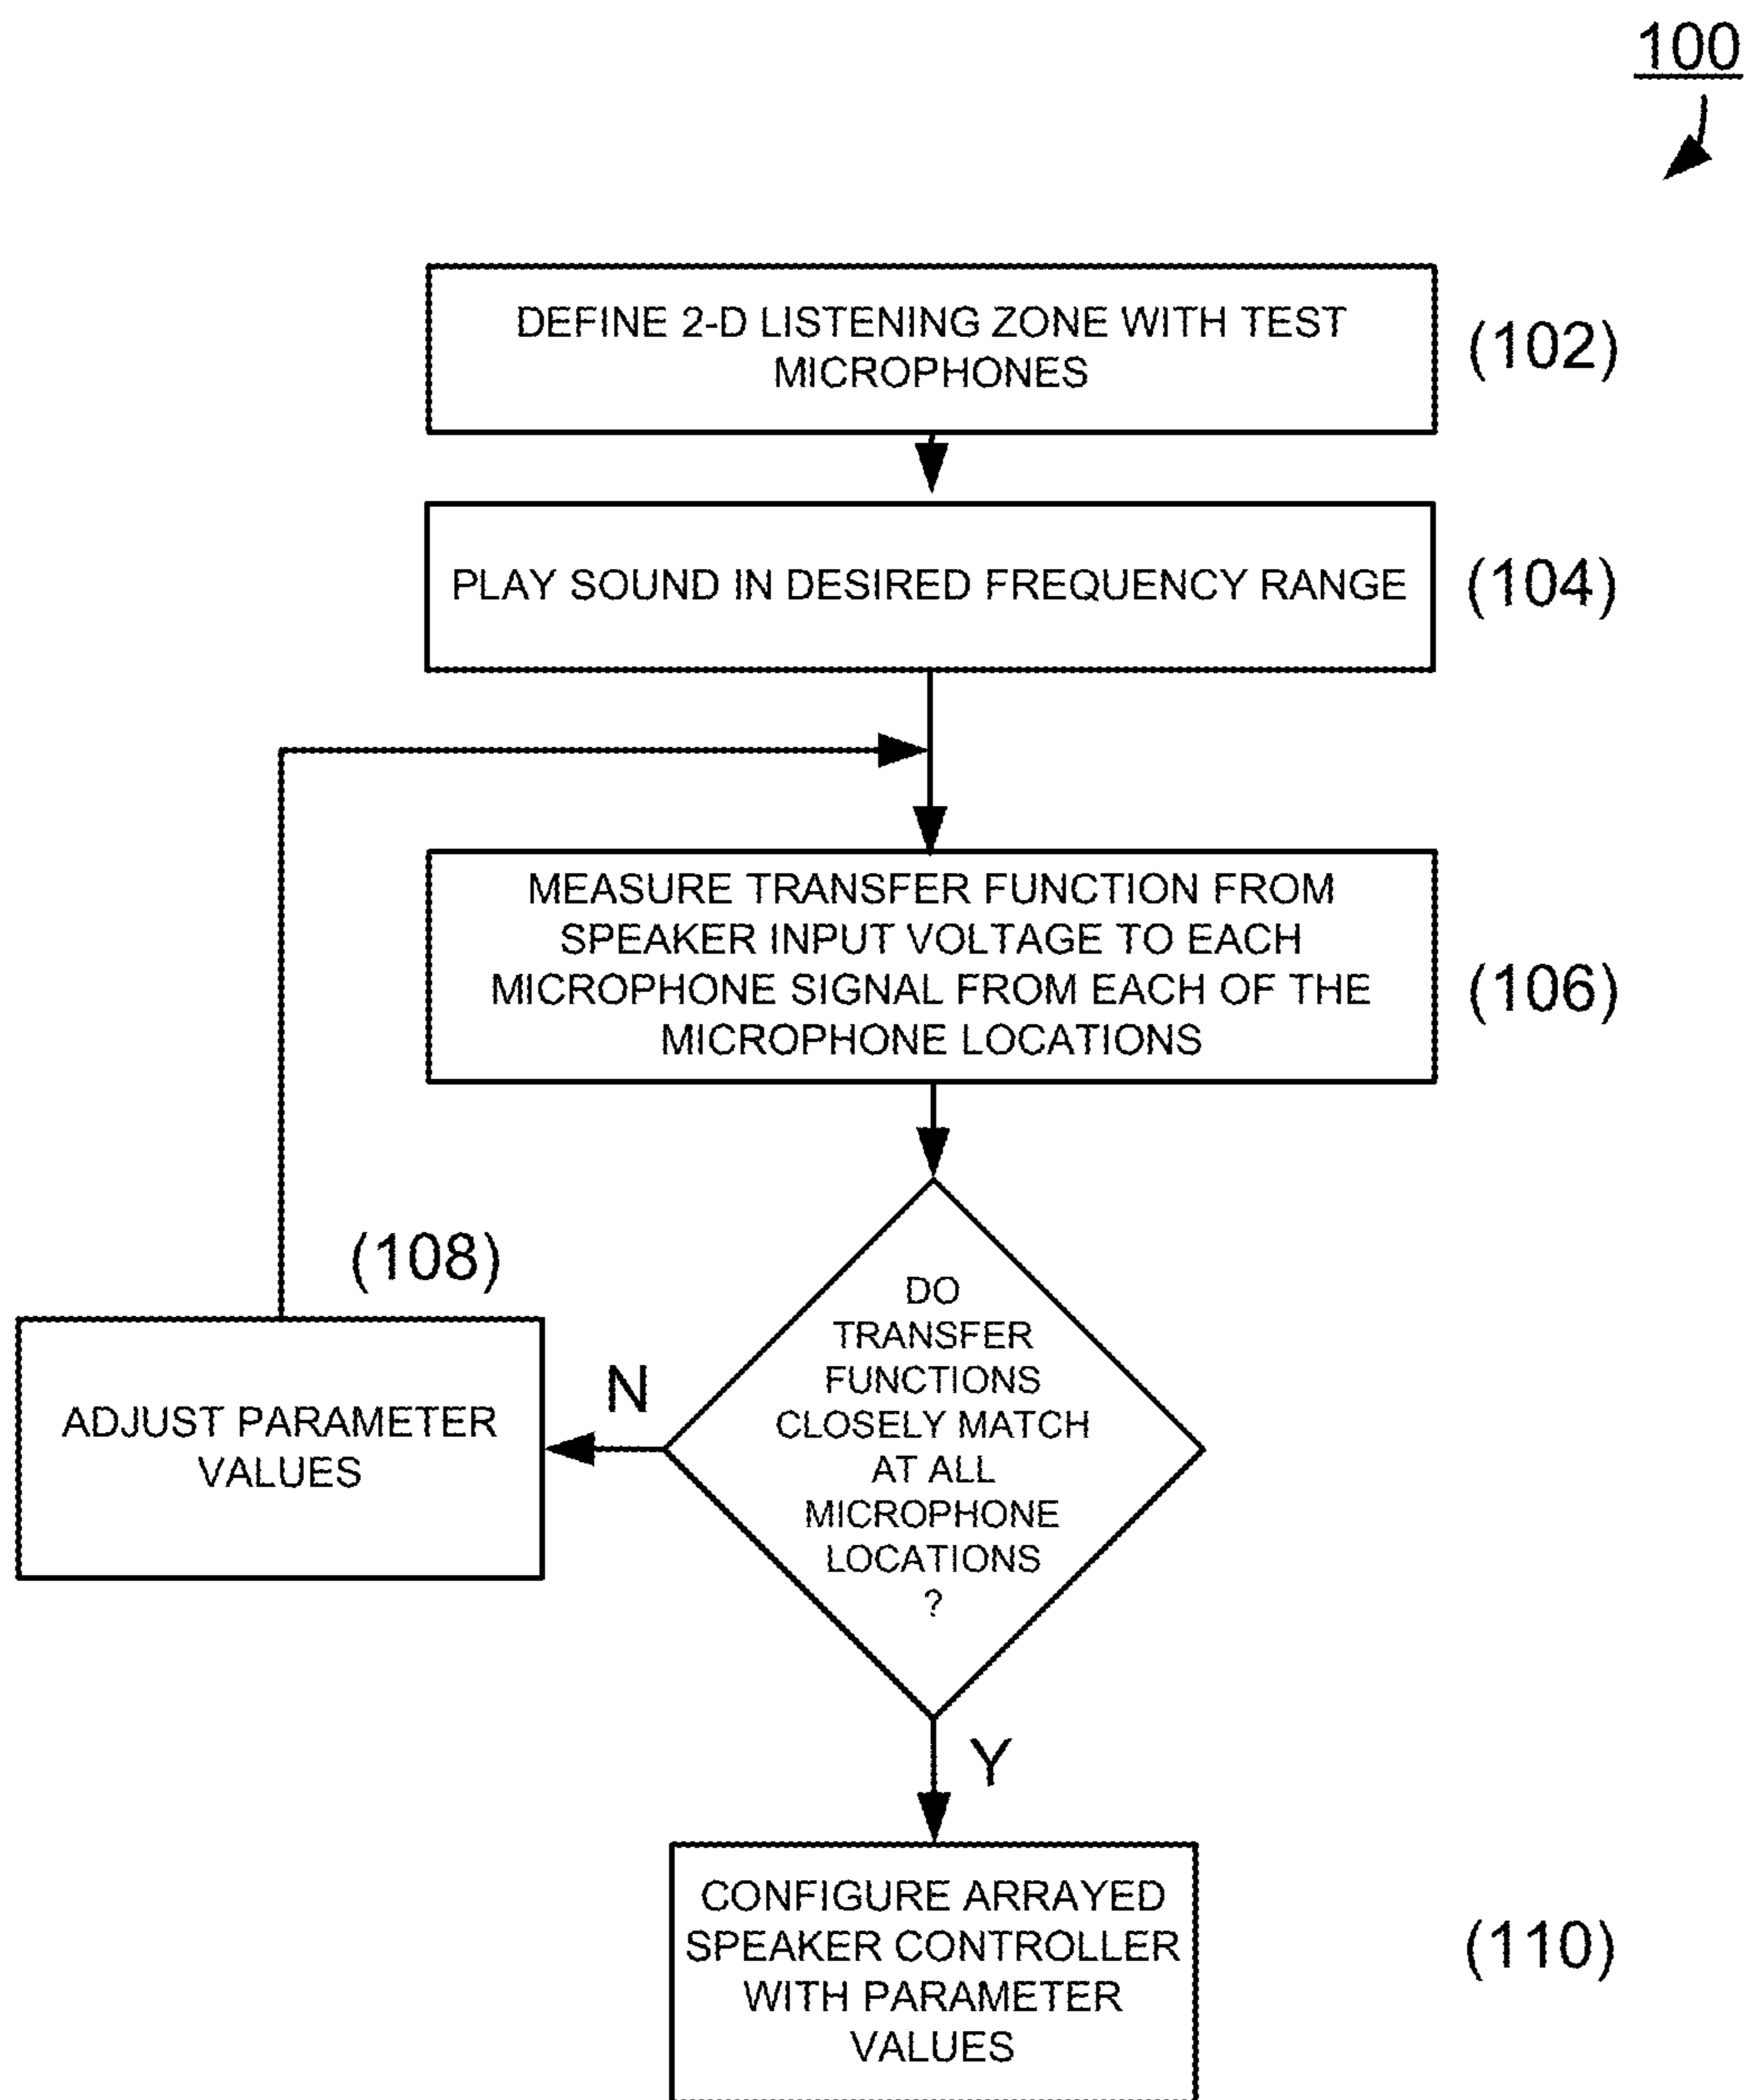 100
DEFINE 2-D LISTENING ZONE WITH TEST
MICROPHONES
(102)
PLAY SOUND IN DESIRED FREQUENCY RANGE
(104)
MEASURE TRANSFER FUNCTION FROM
SPEAKER INPUT VOLTAGE TO EACH
MICROPHONE SIGNAL FROM EACH OF THE
MICROPHONE LOCATIONS
(106)
(108)
ADJUST PARAMETER
VALUES
N
DO
TRANSFER
FUNCTIONS
CLOSELY MATCH
AT ALL
MICROPHONE
LOCATIONS
?
Y
CONFIGURE ARRAYED
SPEAKER CONTROLLER
WITH PARAMETER
VALUES
(110)